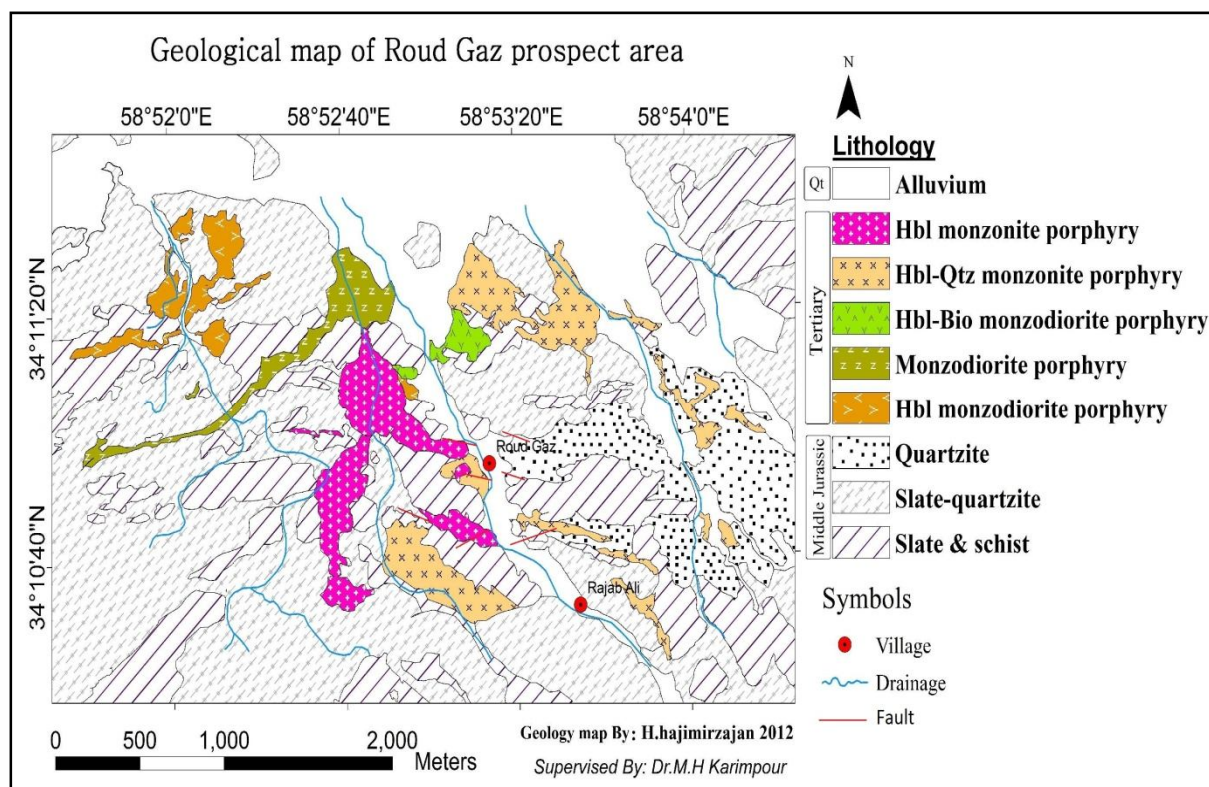 Geological map of Roud Gaz prospect area
N
58°52'0"E 58°52'40"E 58°53'20"E 58°54'0"E
34°11'20"N
34°10'40"N
Roud Gaz
Rajab Ali
Lithology
Qt
Alluvium
Tertiary
Hbl monzonite porphyry
Hbl-Qtz monzonite porphyry
Hbl-Bio monzodiorite porphyry
Monzodiorite porphyry
Hbl monzodiorite porphyry
Middle Jurassic
Quartzite
Slate-quartzite
Slate & schist
Symbols
Village
Drainage
Fault
0 500 1,000 2,000
Meters
Geology map By: H.hajimirzajan 2012
Supervised By: Dr.M.H Karimpour